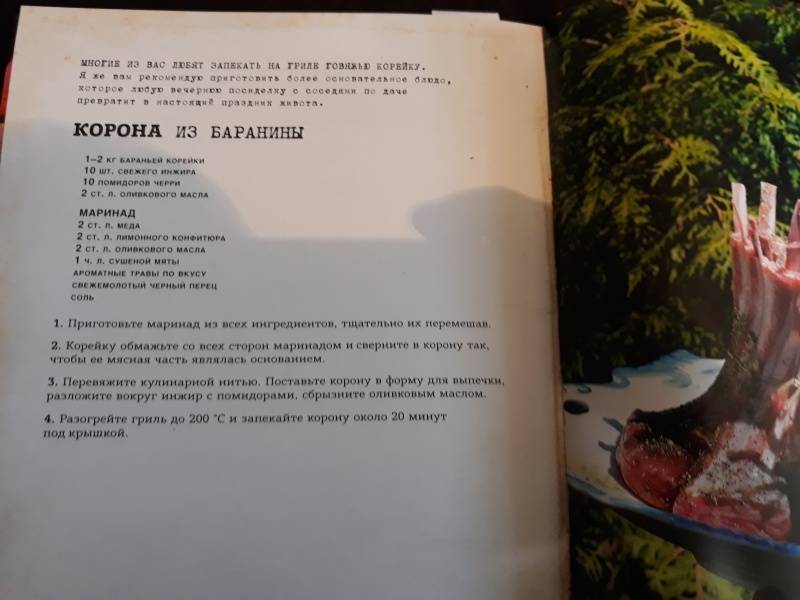 МНОГИЕ ИЗ ВАС ЛЮБЯТ ЗАПЕКАТЬ НА ГРИЛЕ ГОВЯЖЬЮ КОРЕЙКУ.
Я же вам рекомендую приготовить более основательное блюдо,
которое любую вечернюю посиделку с соседями по даче
превратит в настоящий праздник живота.
КОРОНА ИЗ БАРАНИНЫ
1–2 КГ БАРАНЬЕЙ КОРЕЙКИ
10 ШТ. СВЕЖЕГО ИНЖИРА
10 ПОМИДОРОВ ЧЕРРИ
2 СТ. Л. ОЛИВКОВОГО МАСЛА
МАРИНАД
2 СТ. Л. МЕДА
2 СТ. Л. ЛИМОННОГО КОНФИТЮРА
2 СТ. Л. ОЛИВКОВОГО МАСЛА
1 Ч. Л. СУШЕНОЙ МЯТЫ
АРОМАТНЫЕ ТРАВЫ ПО ВКУСУ
СВЕЖЕМОЛОТЫЙ ЧЕРНЫЙ ПЕРЕЦ
СОЛЬ
1. Приготовьте маринад из всех ингредиентов, тщательно их перемешав.
2. Корейку обмажьте со всех сторон маринадом и сверните в корону так,
чтобы ее мясная часть являлась основанием.
3. Перевяжите кулинарной нитью. Поставьте корону в форму для выпечки,
разложите вокруг инжир с помидорами, сбрызните оливковым маслом.
4. Разогрейте гриль до 200 °С и запекайте корону около 20 минут
под крышкой.